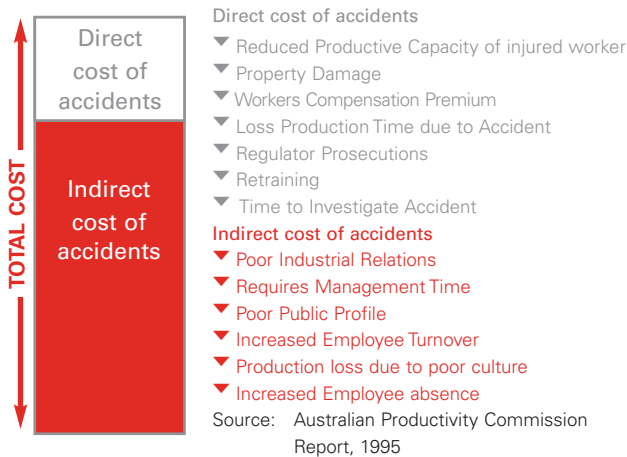 TOTAL COST
Direct
cost of
accidents
Indirect
cost of
accidents
Direct cost of accidents
Reduced Productive Capacity of injured worker
Property Damage
Workers Compensation Premium
Loss Production Time due to Accident
Regulator Prosecutions
Retraining
Time to Investigate Accident
Indirect cost of accidents
Poor Industrial Relations
Requires Management Time
Poor Public Profile
Increased Employee Turnover
Production loss due to poor culture
Increased Employee absence
Source: Australian Productivity Commission
Report, 1995